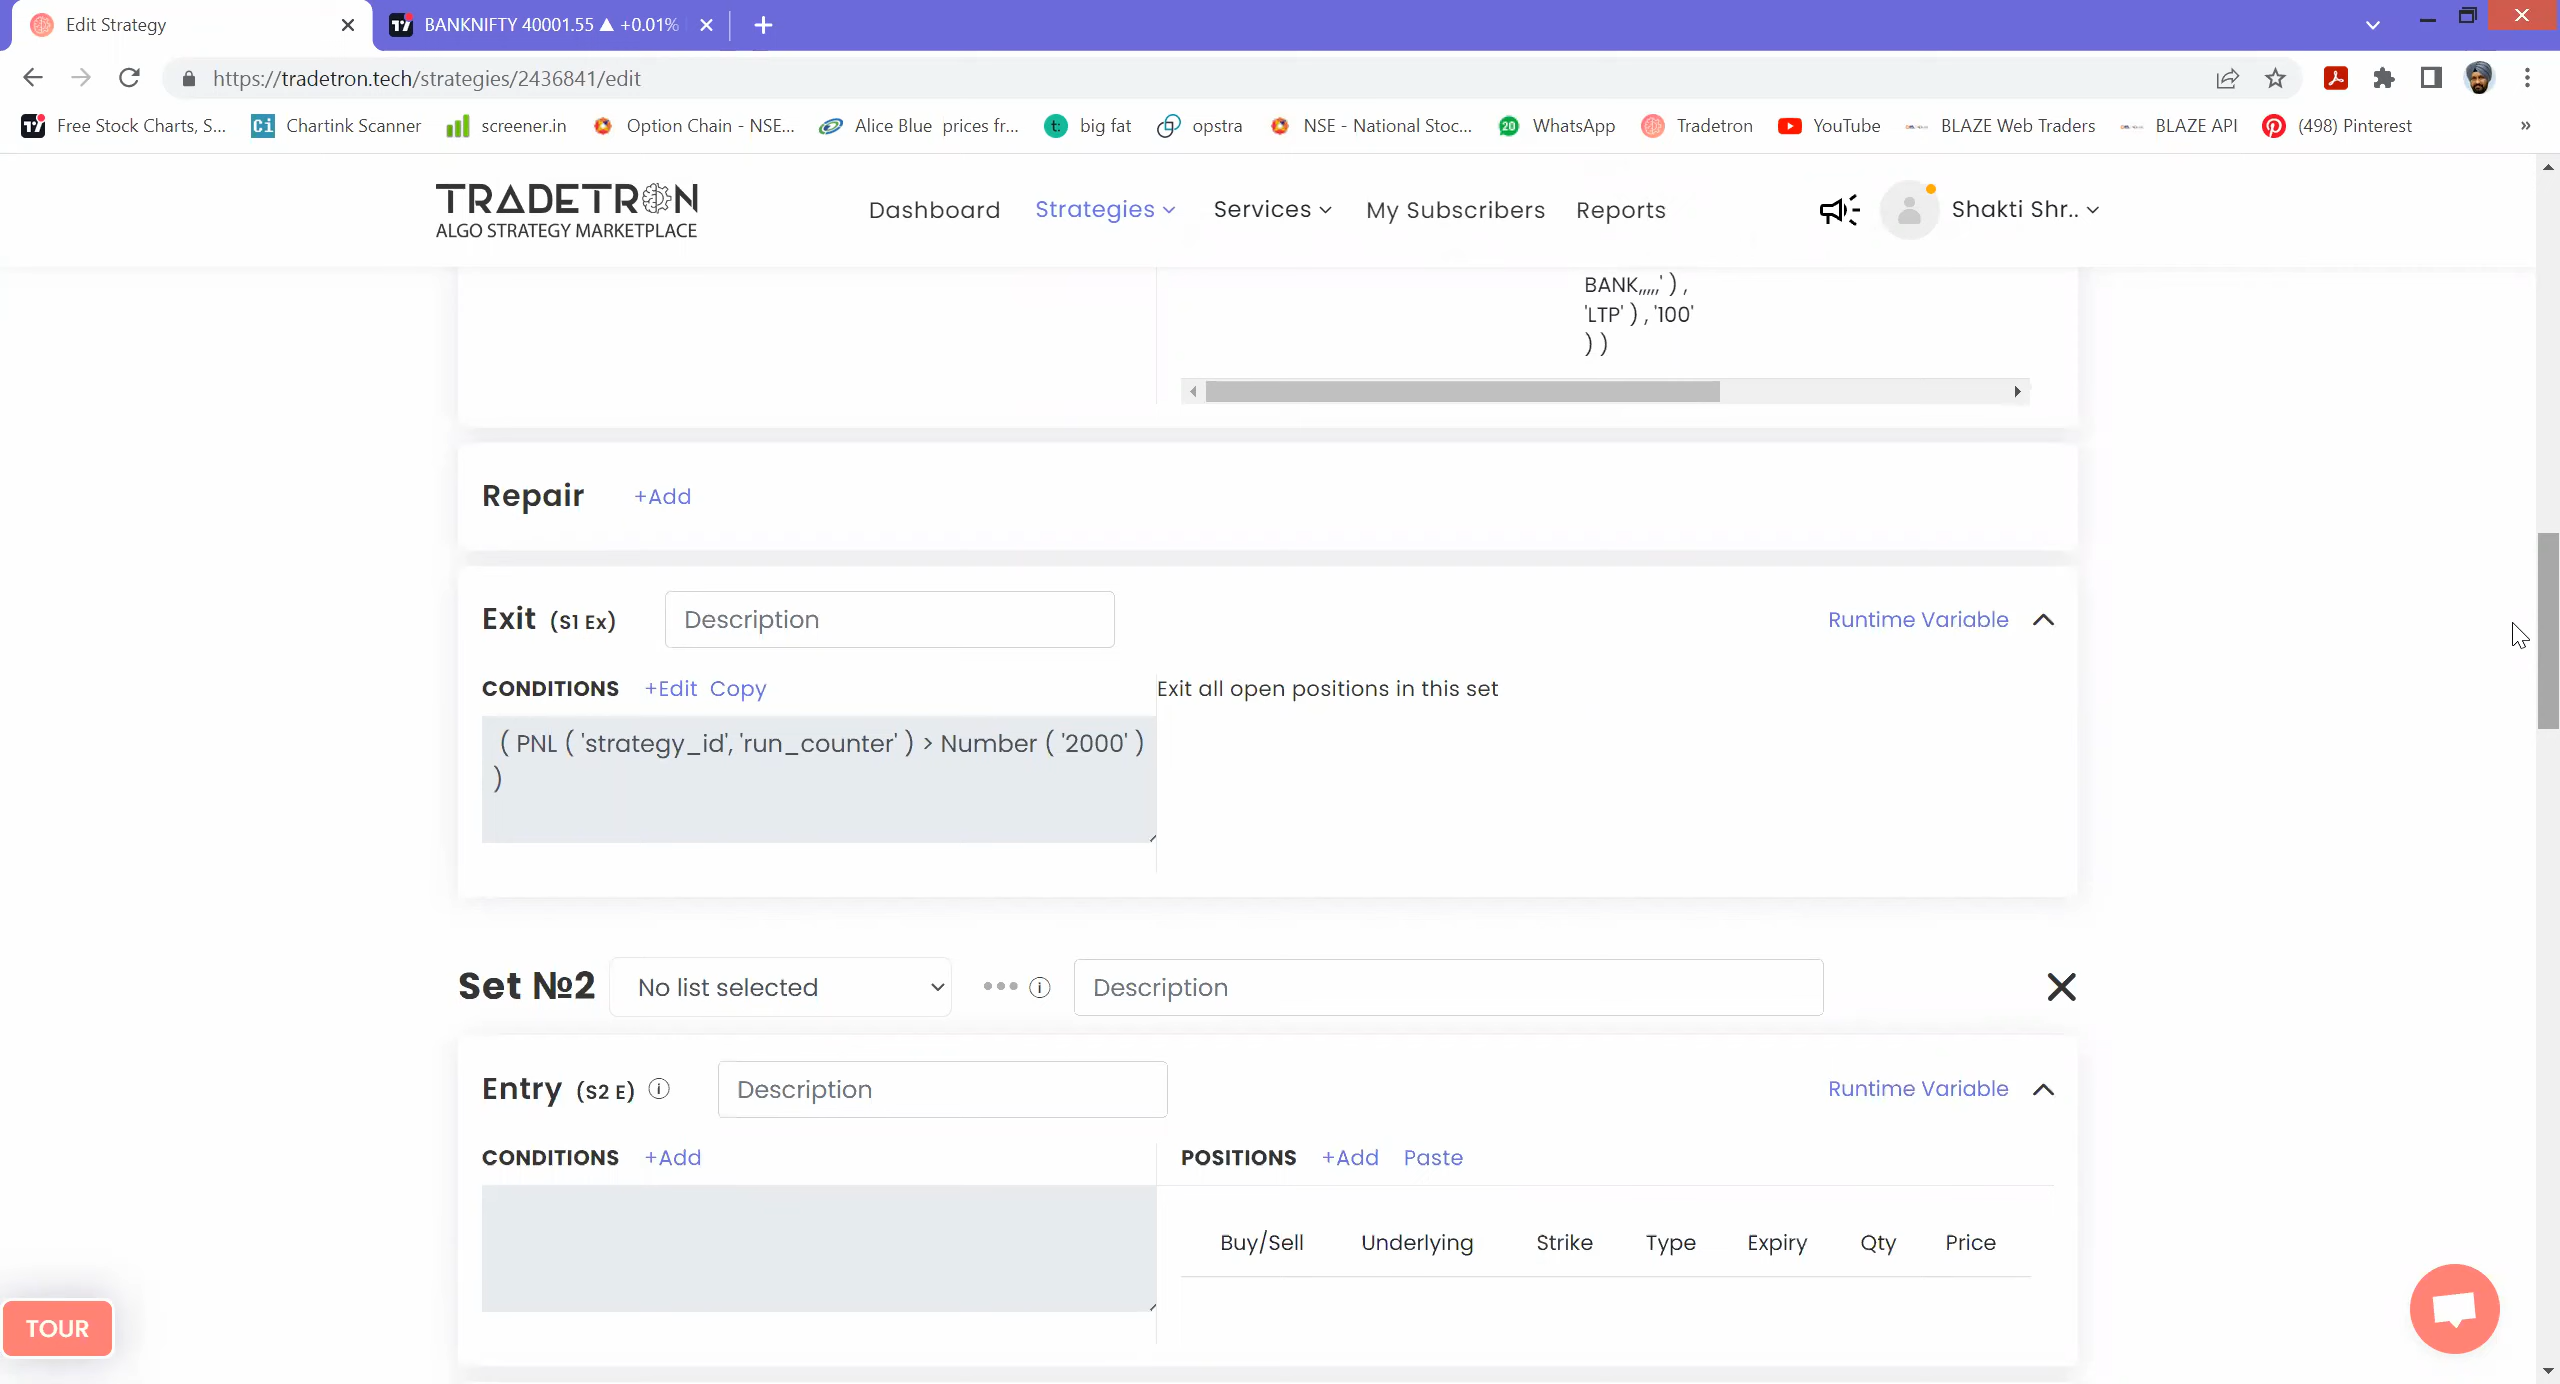 Edit Strategy
BANKNIFTY 40001.55 ▲ +0.01%
https://tradetron.tech/strategies/2436841/edit
Free Stock Charts, S...
Chartink Scanner
screener.in
Option Chain - NSE...
Alice Blue prices fr...
big fat
opstra
NSE - National Stoc...
20
WhatsApp
Tradetron
YouTube
BLAZE Web Traders
BLAZE API
(498) Pinterest
»
TRADETRON
ALGO STRATEGY MARKETPLACE
Dashboard
Strategies
Services
My Subscribers
Reports
Shakti Shr..
BANK,,,,,' ) ,
'LTP' ) , '100'
) )
Repair
+Add
Exit (S1 Ex)
Description
Runtime Variable
CONDITIONS +Edit Copy
Exit all open positions in this set
( PNL ( 'strategy_id', 'run_counter' ) > Number ( '2000' )
)
Set №2
No list selected
Description
Entry (S2 E)
Description
Runtime Variable
CONDITIONS +Add
POSITIONS +Add Paste
Buy/Sell Underlying Strike Type Expiry Qty Price
TOUR